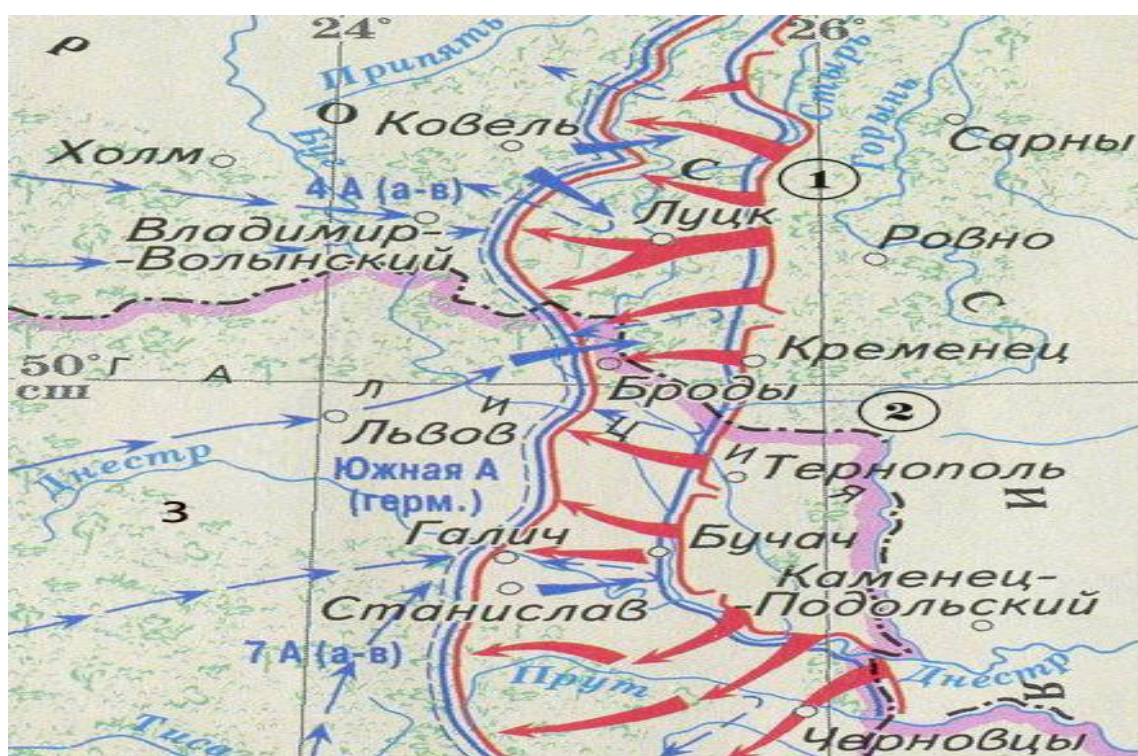 Р
24°
26°
Припять
О
Ковель
Стырь
Горынь
Сарны
Холм
Буг
С
1
4 А (а-в)
Луцк
Владимир-
-Волынский
Ровно
С
Кременец
50°
сш
Г
А
Л
И
Ц
И
Я
Броды
2
Львов
Тернополь
Днестр
Южная А
(герм.)
З
И
Галич
Бучач
Каменец-
-Подольский
Станислав
7 А (а-в)
Прут
Днестр
Я
Тиса
Черновцы